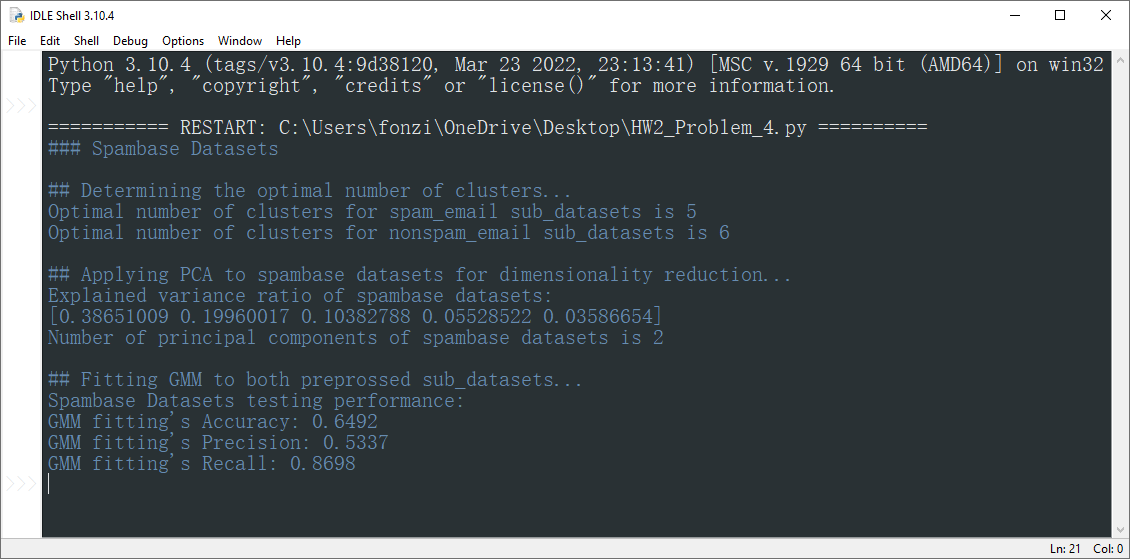 IDLE Shell 3.10.4
File Edit Shell Debug Options Window Help
Python 3.10.4 (tags/v3.10.4:9d38120, Mar 23 2022, 23:13:41) [MSC v.1929 64 bit (AMD64)] on win32
Type "help", "copyright", "credits" or "license()" for more information.
>>>
=========== RESTART: C:\Users\fonzi\OneDrive\Desktop\HW2_Problem_4.py ==========
### Spambase Datasets
## Determining the optimal number of clusters...
Optimal number of clusters for spam_email sub_datasets is 5
Optimal number of clusters for nonspam_email sub_datasets is 6
## Applying PCA to spambase datasets for dimensionality reduction...
Explained variance ratio of spambase datasets:
[0.38651009 0.19960017 0.10382788 0.05528522 0.03586654]
Number of principal components of spambase datasets is 2
## Fitting GMM to both preprossed sub_datasets...
Spambase Datasets testing performance:
GMM fitting's Accuracy: 0.6492
GMM fitting's Precision: 0.5337
GMM fitting's Recall: 0.8698
>>>
Ln: 21 Col: 0